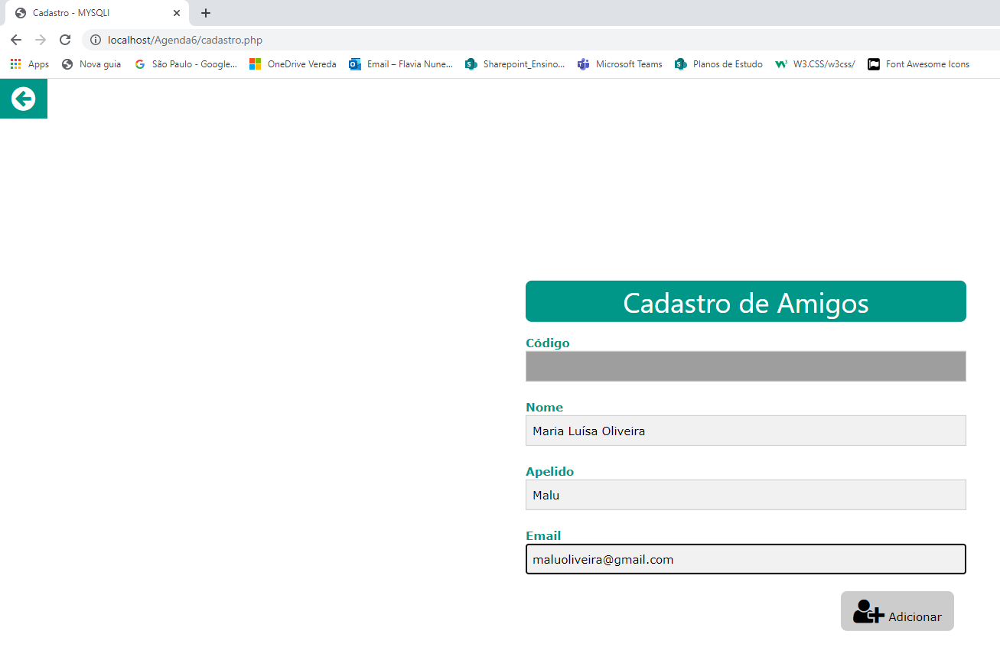 Cadastro - MYSQLI
localhost/Agenda6/cadastro.php
Apps Nova guia São Paulo - Google... OneDrive Vereda Email – Flavia Nune... Sharepoint_Ensino... Microsoft Teams Planos de Estudo W3.CSS/w3css/ Font Awesome Icons
Cadastro de Amigos
Código
Nome
Maria Luísa Oliveira
Apelido
Malu
Email
maluoliveira@gmail.com
Adicionar